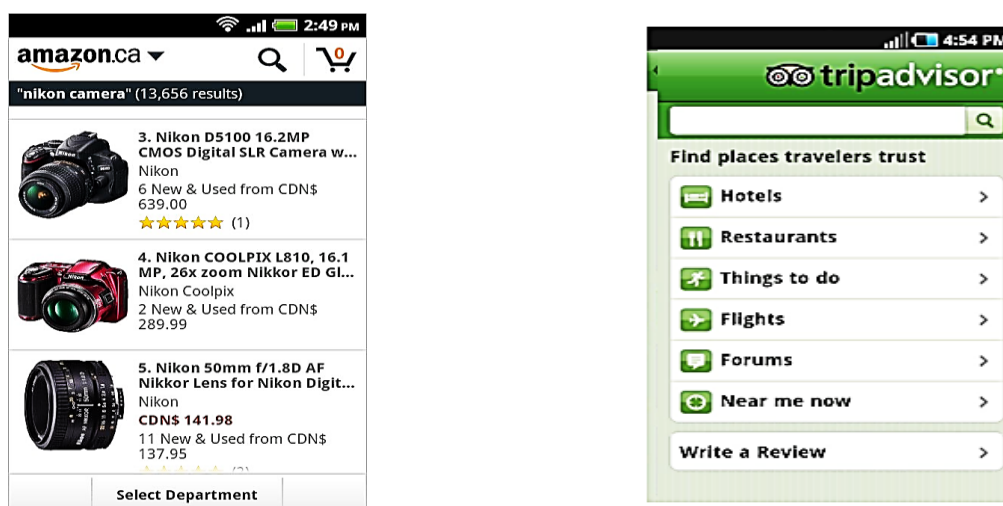 2:49 PM
amazon.ca
0
"nikon camera" (13,656 results)
3. Nikon D5100 16.2MP
CMOS Digital SLR Camera w...
Nikon
6 New & Used from CDN$
639.00
(1)
4. Nikon COOLPIX L810, 16.1
MP, 26x zoom Nikkor ED Gl...
Nikon Coolpix
2 New & Used from CDN$
289.99
5. Nikon 50mm f/1.8D AF
Nikkor Lens for Nikon Digit...
Nikon
CDN$ 141.98
11 New & Used from CDN$
137.95
Select Department
4:54 PM
tripadvisor
Find places travelers trust
Hotels
Restaurants
Things to do
Flights
Forums
Near me now
Write a Review